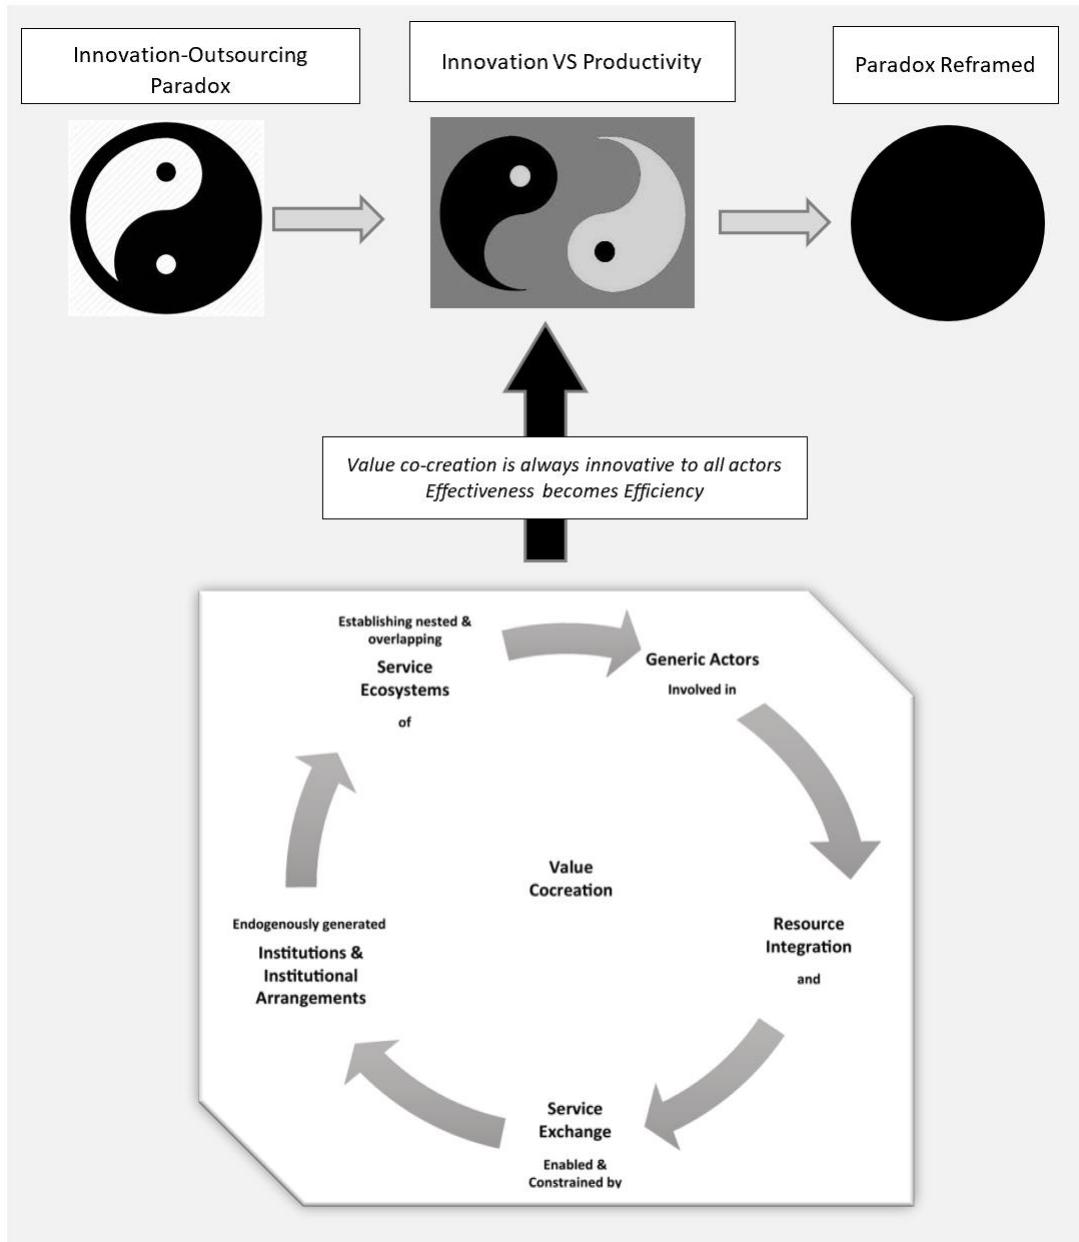 Innovation-Outsourcing
Paradox
Innovation VS Productivity
Paradox Reframed
Value co-creation is always innovative to all actors
Effectiveness becomes Efficiency
Establishing nested &
overlapping
Service
Ecosystems
of
Generic Actors
Involved in
Value
Cocreation
Resource
Integration
and
Endogenously generated
Institutions &
Institutional
Arrangements
Service
Exchange
Enabled &
Constrained by